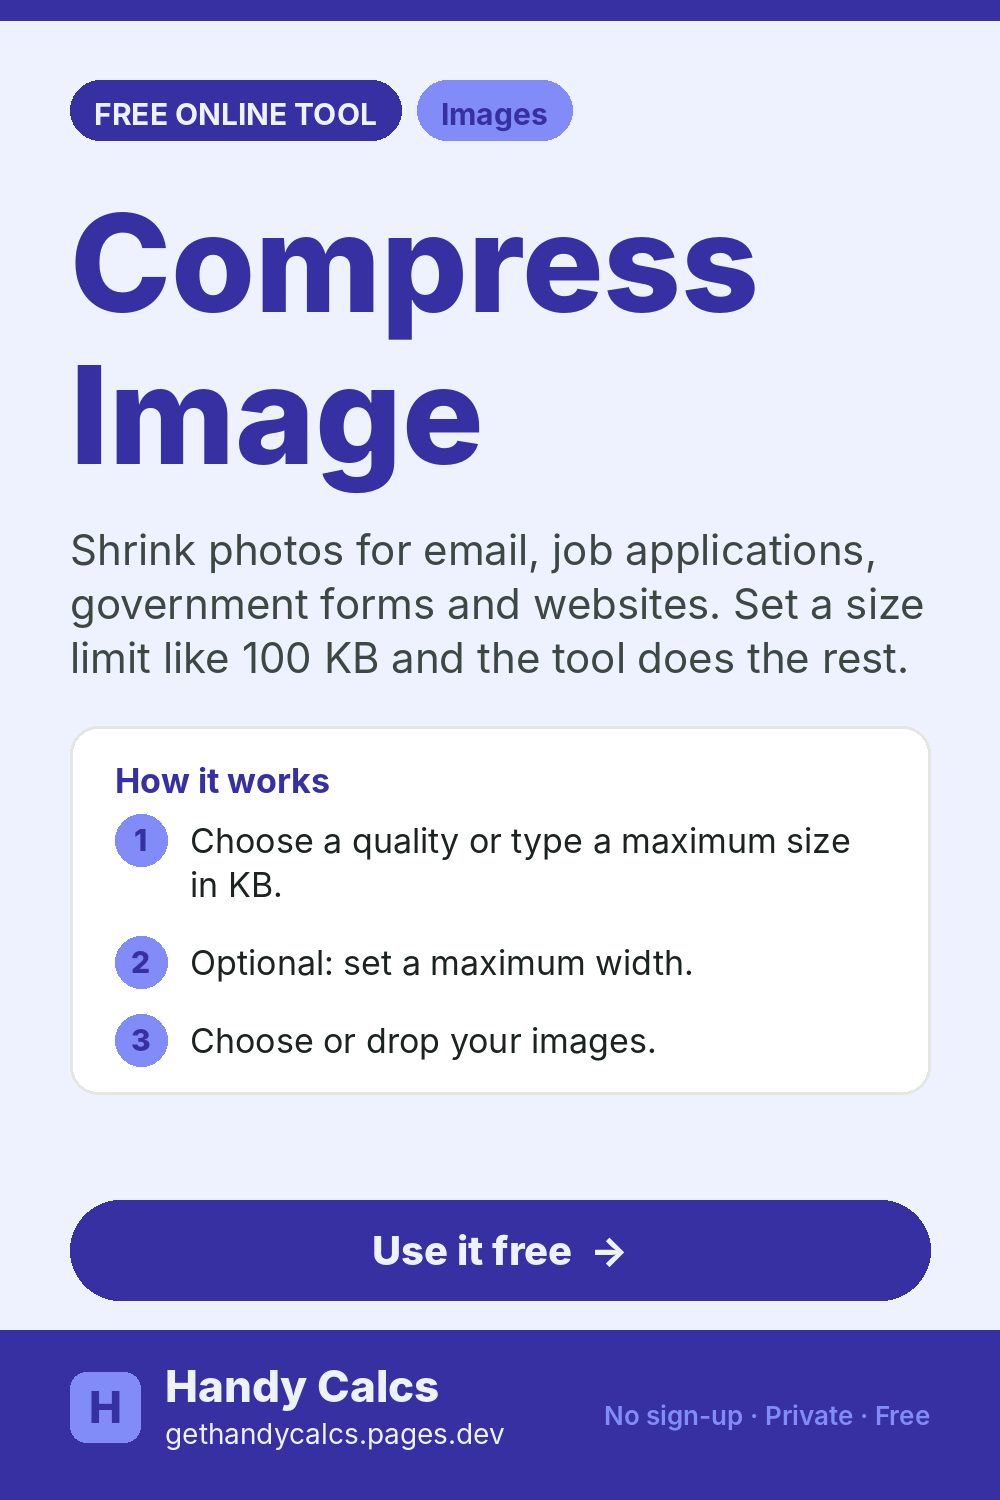 FREE ONLINE TOOL
Images
Compress
Image
Shrink photos for email, job applications,
government forms and websites. Set a size
limit like 100 KB and the tool does the rest.
How it works
1 Choose a quality or type a maximum size
in KB.
2 Optional: set a maximum width.
3 Choose or drop your images.
Use it free →
H
Handy Calcs
gethandycalcs.pages.dev
No sign-up · Private · Free